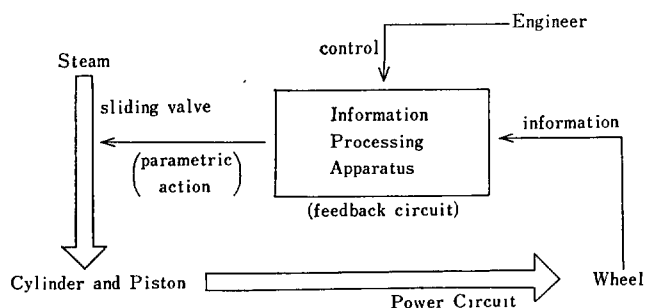 Engineer
control
Steam
sliding valve
(parametric
action)
Information
Processing
Apparatus
(feedback circuit)
information
Cylinder and Piston
Power Circuit
Wheel